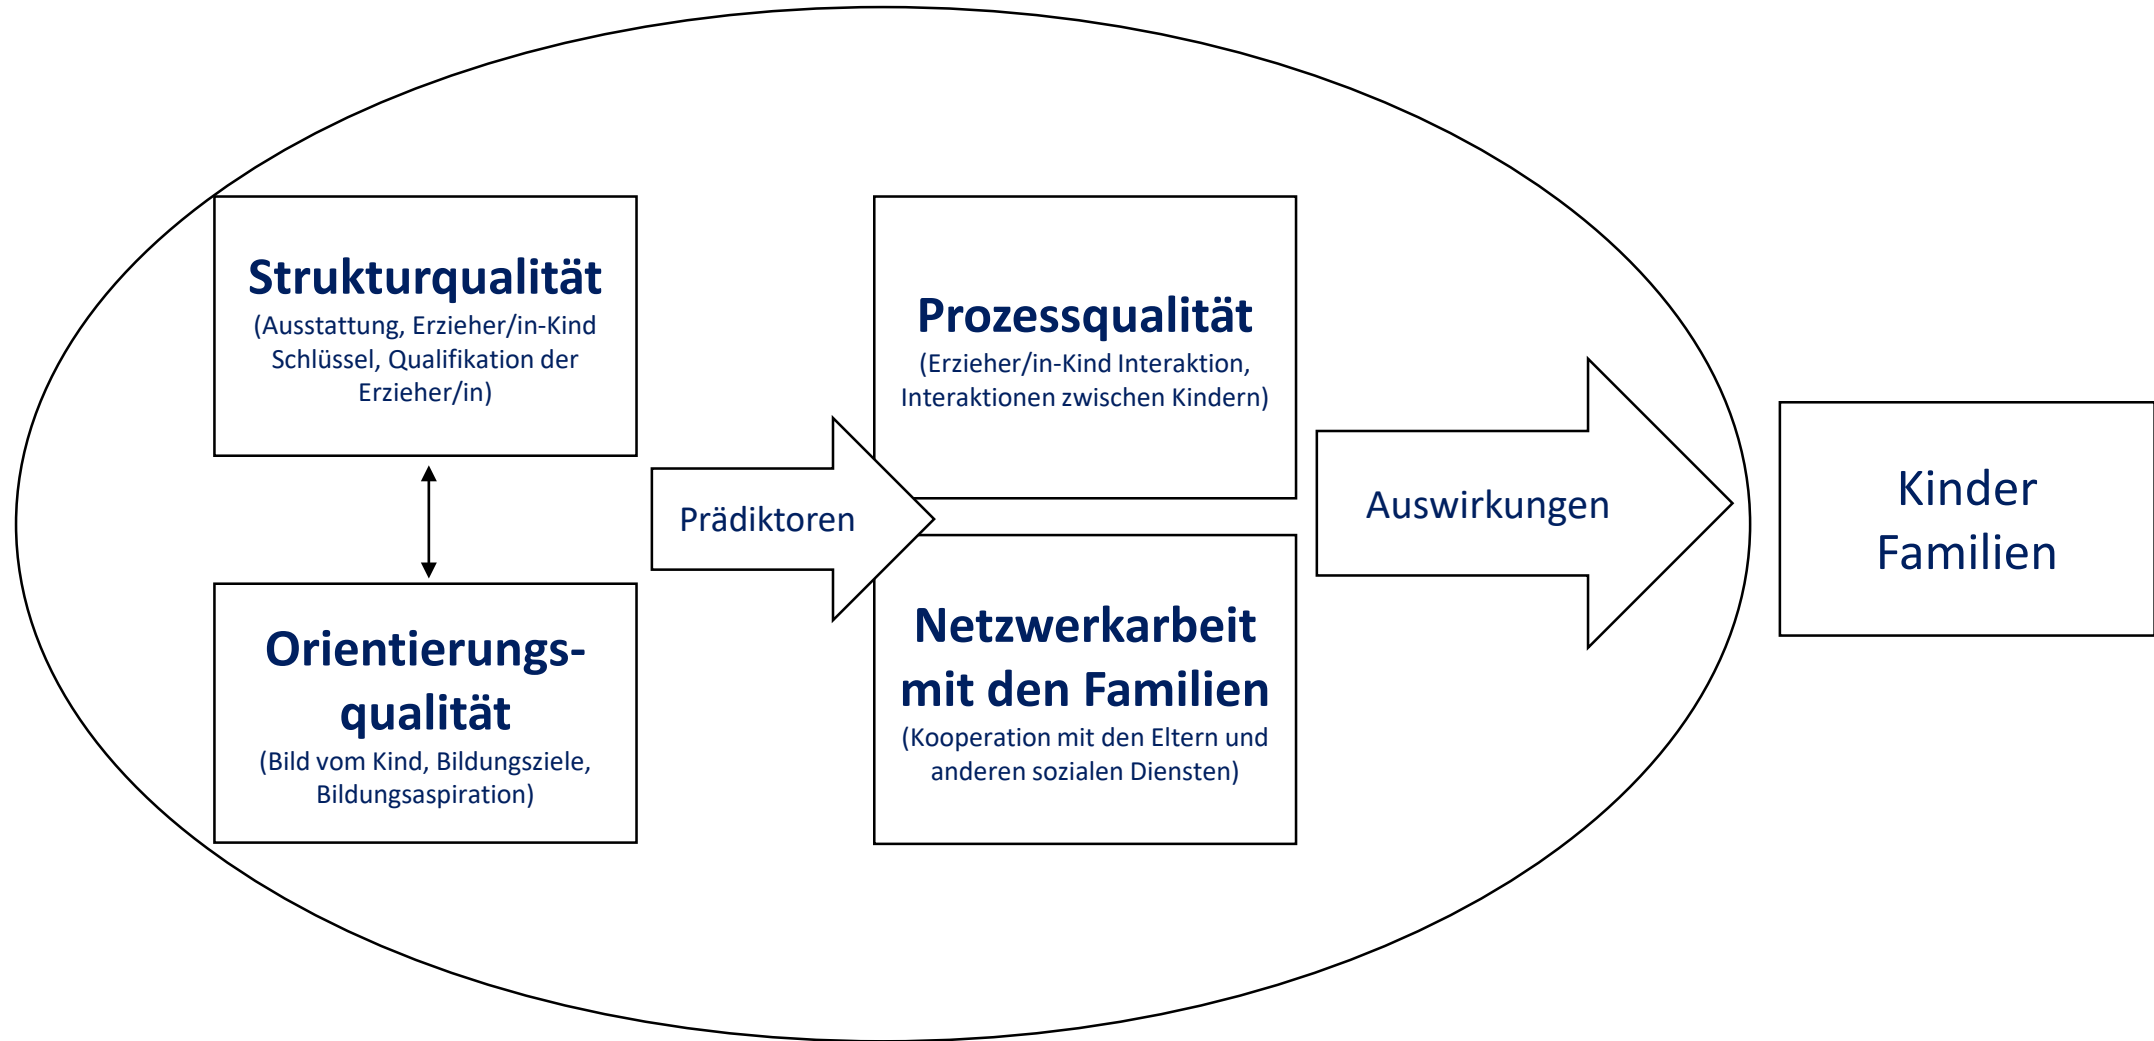 Strukturqualität
(Ausstattung, Erzieher/in-Kind
Schlüssel, Qualifikation der
Erzieher/in)
Orientierungs-
qualität
(Bild vom Kind, Bildungsziele,
Bildungsaspiration)
Prädiktoren
Prozessqualität
(Erzieher/in-Kind Interaktion,
Interaktionen zwischen Kindern)
Netzwerkarbeit
mit den Familien
(Kooperation mit den Eltern und
anderen sozialen Diensten)
Auswirkungen
Kinder
Familien